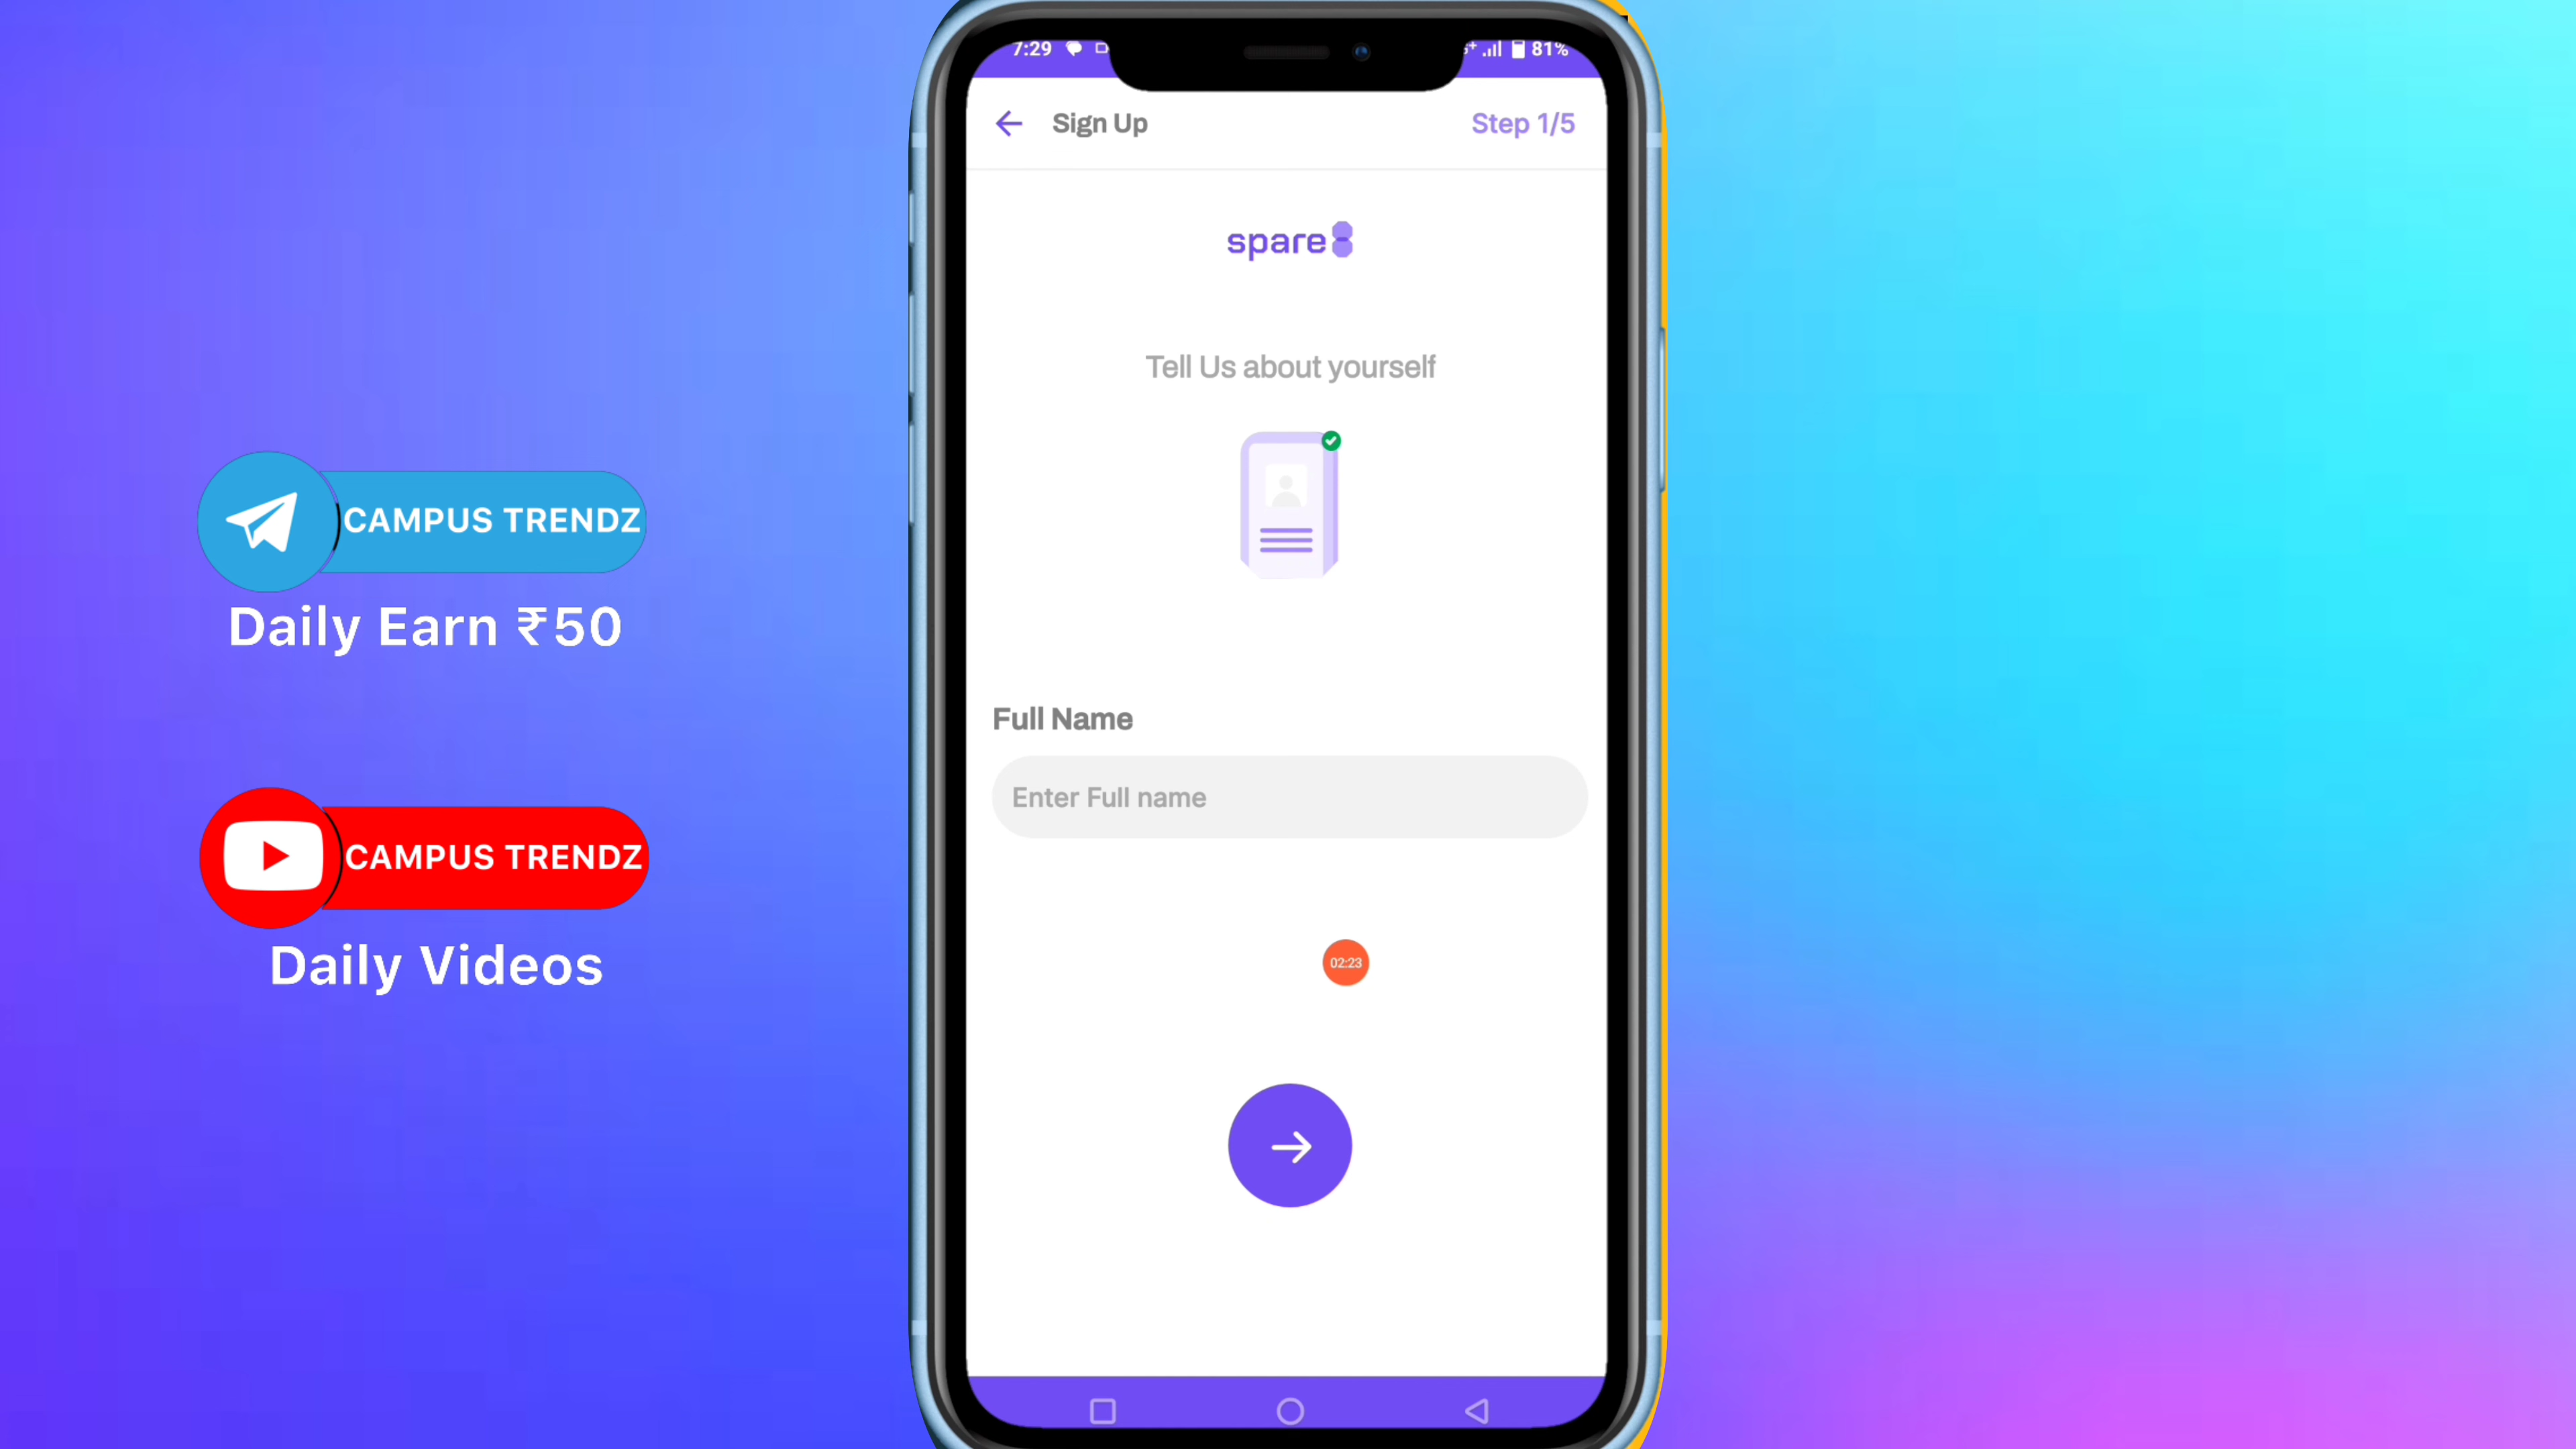 7:29
81%
Sign Up
Step 1/5
spare8
Tell Us about yourself
CAMPUS TRENDZ
Daily Earn ₹50
Full Name
Enter Full name
CAMPUS TRENDZ
Daily Videos
02:23